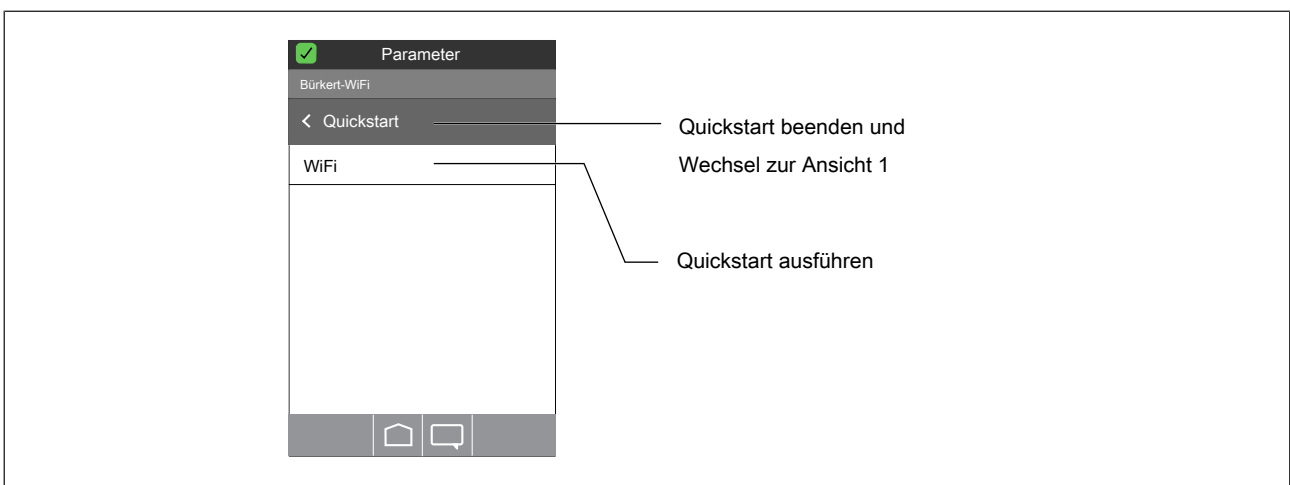 Parameter
Bürkert-WiFi
Quickstart
WiFi
Quickstart beenden und
Wechsel zur Ansicht 1
Quickstart ausführen